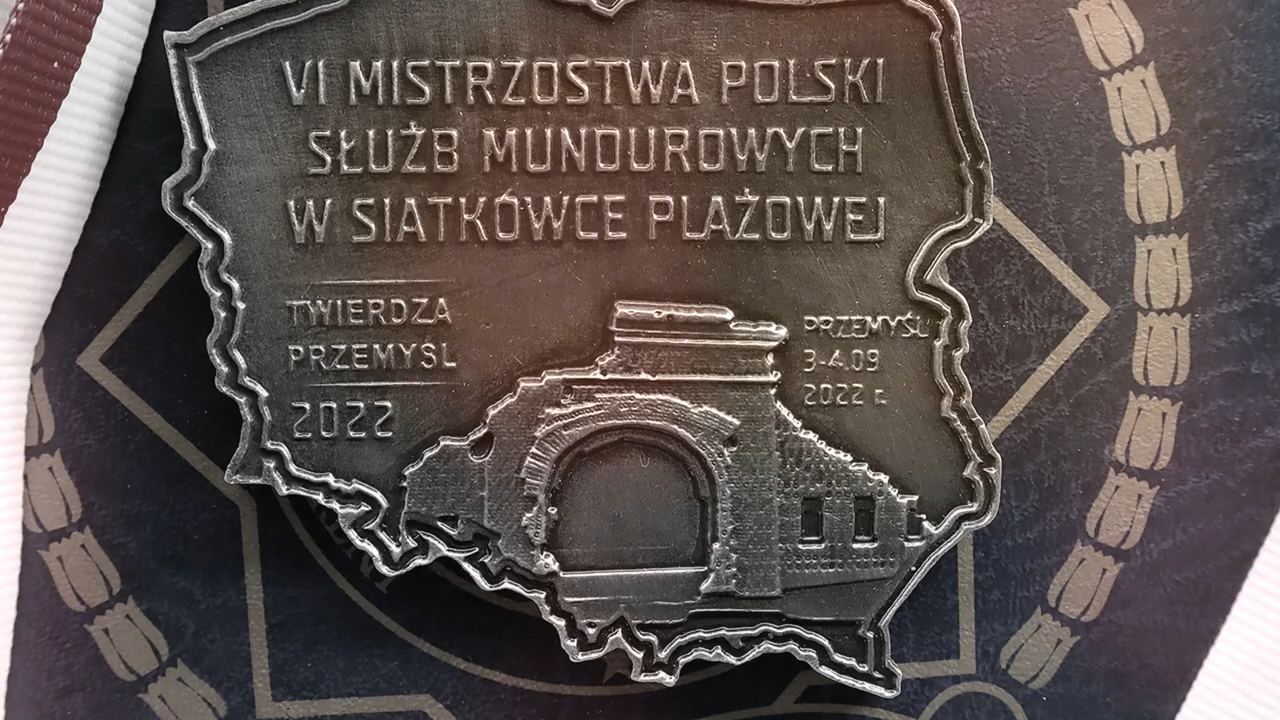 VI MISTRZOSTWA POLSKI
SŁUŻB MUNDUROWYCH
W SIATKÓWCE PLAŻOWEJ
TWIERDZA
PRZEMYSL
2022
PRZEMYŚL
3-4.09
2022 r.